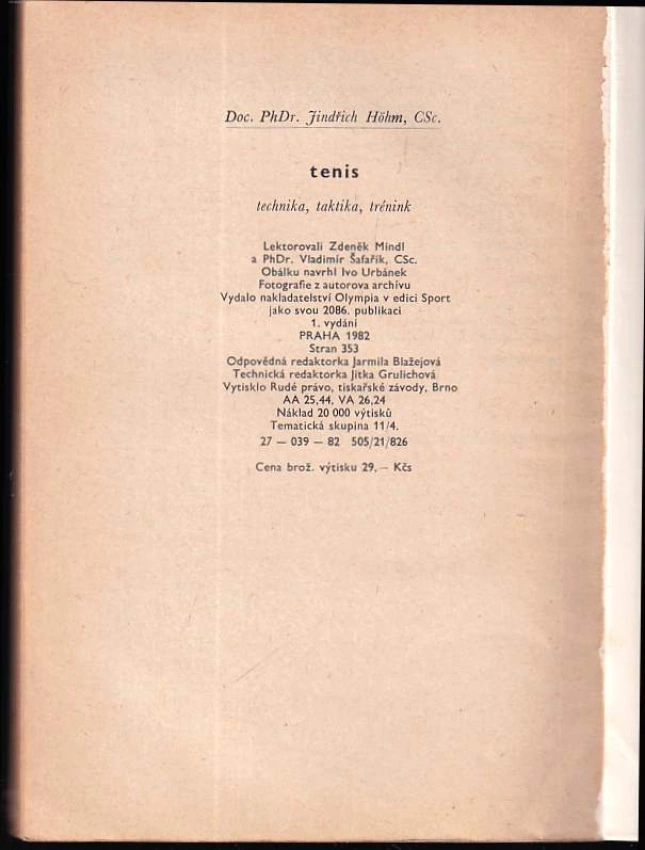 Doc. PhDr. Jindřich Höhm, CSc.
tenis
technika, taktika, trénink
Lektorovali Zdeněk Mindl
a PhDr. Vladimír Šafařík, CSc.
Obálku navrhl Ivo Urbánek
Fotografie z autorova archívu
Vydalo nakladatelství Olympia v edici Sport
jako svou 2086. publikaci
1. vydání
PRAHA 1982
Stran 353
Odpovědná redaktorka Jarmila Blažejová
Technická redaktorka Jitka Grulichová
Vytisklo Rudé právo, tiskařské závody, Brno
AA 25,44. VA 26,24
Náklad 20 000 výtisků
Tematická skupina 11/4.
27 — 039 — 82 505/21/826
Cena brož. výtisku 29,— Kčs